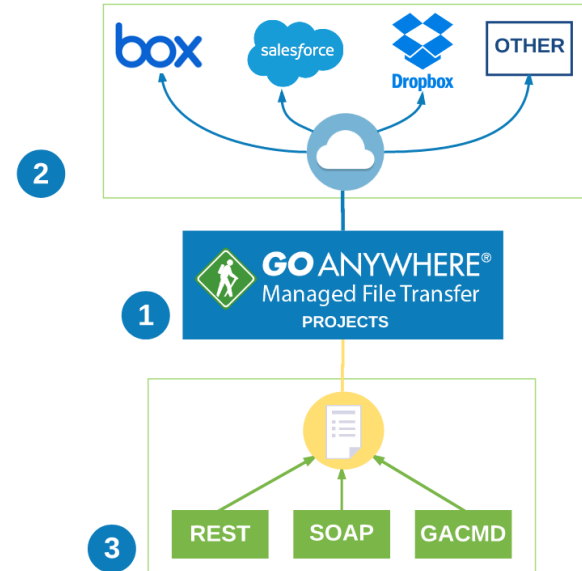 box
salesforce
Dropbox
OTHER
2
GO ANYWHERE®
Managed File Transfer
PROJECTS
1
REST
SOAP
GACMD
3